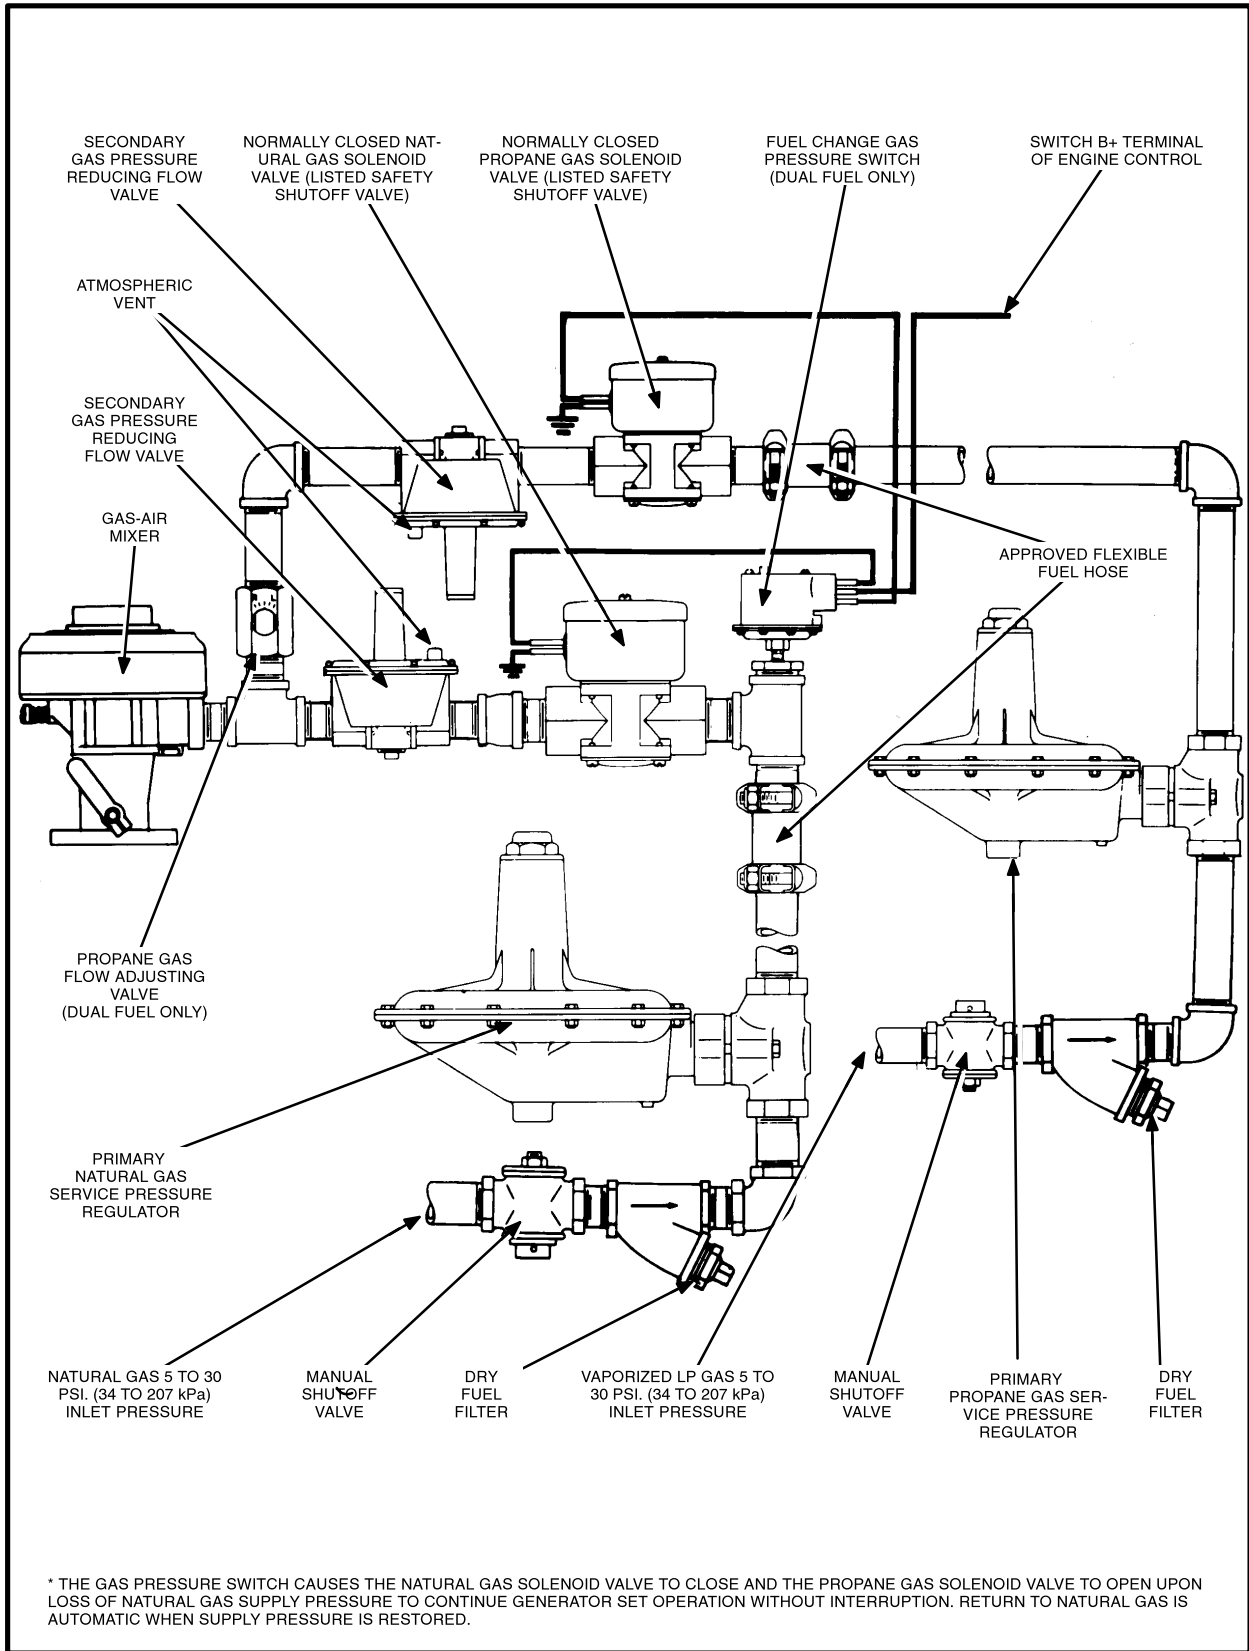 SECONDARY
GAS PRESSURE
REDUCING FLOW
VALVE
NORMALLY CLOSED NAT-
URAL GAS SOLENOID
VALVE (LISTED SAFETY
SHUTOFF VALVE)
NORMALLY CLOSED
PROPANE GAS SOLENOID
VALVE (LISTED SAFETY
SHUTOFF VALVE)
FUEL CHANGE GAS
PRESSURE SWITCH
(DUAL FUEL ONLY)
SWITCH B+ TERMINAL
OF ENGINE CONTROL
ATMOSPHERIC
VENT
SECONDARY
GAS PRESSURE
REDUCING
FLOW VALVE
GAS-AIR
MIXER
APPROVED FLEXIBLE
FUEL HOSE
PROPANE GAS
FLOW ADJUSTING
VALVE
(DUAL FUEL ONLY)
PRIMARY
NATURAL GAS
SERVICE PRESSURE
REGULATOR
NATURAL GAS 5 TO 30
PSI. (34 TO 207 kPa)
INLET PRESSURE
MANUAL
SHUTOFF
VALVE
DRY
FUEL
FILTER
VAPORIZED LP GAS 5 TO
30 PSI. (34 TO 207 kPa)
INLET PRESSURE
MANUAL
SHUTOFF
VALVE
PRIMARY
PROPANE GAS SER-
VICE PRESSURE
REGULATOR
DRY
FUEL
FILTER
* THE GAS PRESSURE SWITCH CAUSES THE NATURAL GAS SOLENOID VALVE TO CLOSE AND THE PROPANE GAS SOLENOID VALVE TO OPEN UPON
LOSS OF NATURAL GAS SUPPLY PRESSURE TO CONTINUE GENERATOR SET OPERATION WITHOUT INTERRUPTION. RETURN TO NATURAL GAS IS
AUTOMATIC WHEN SUPPLY PRESSURE IS RESTORED.